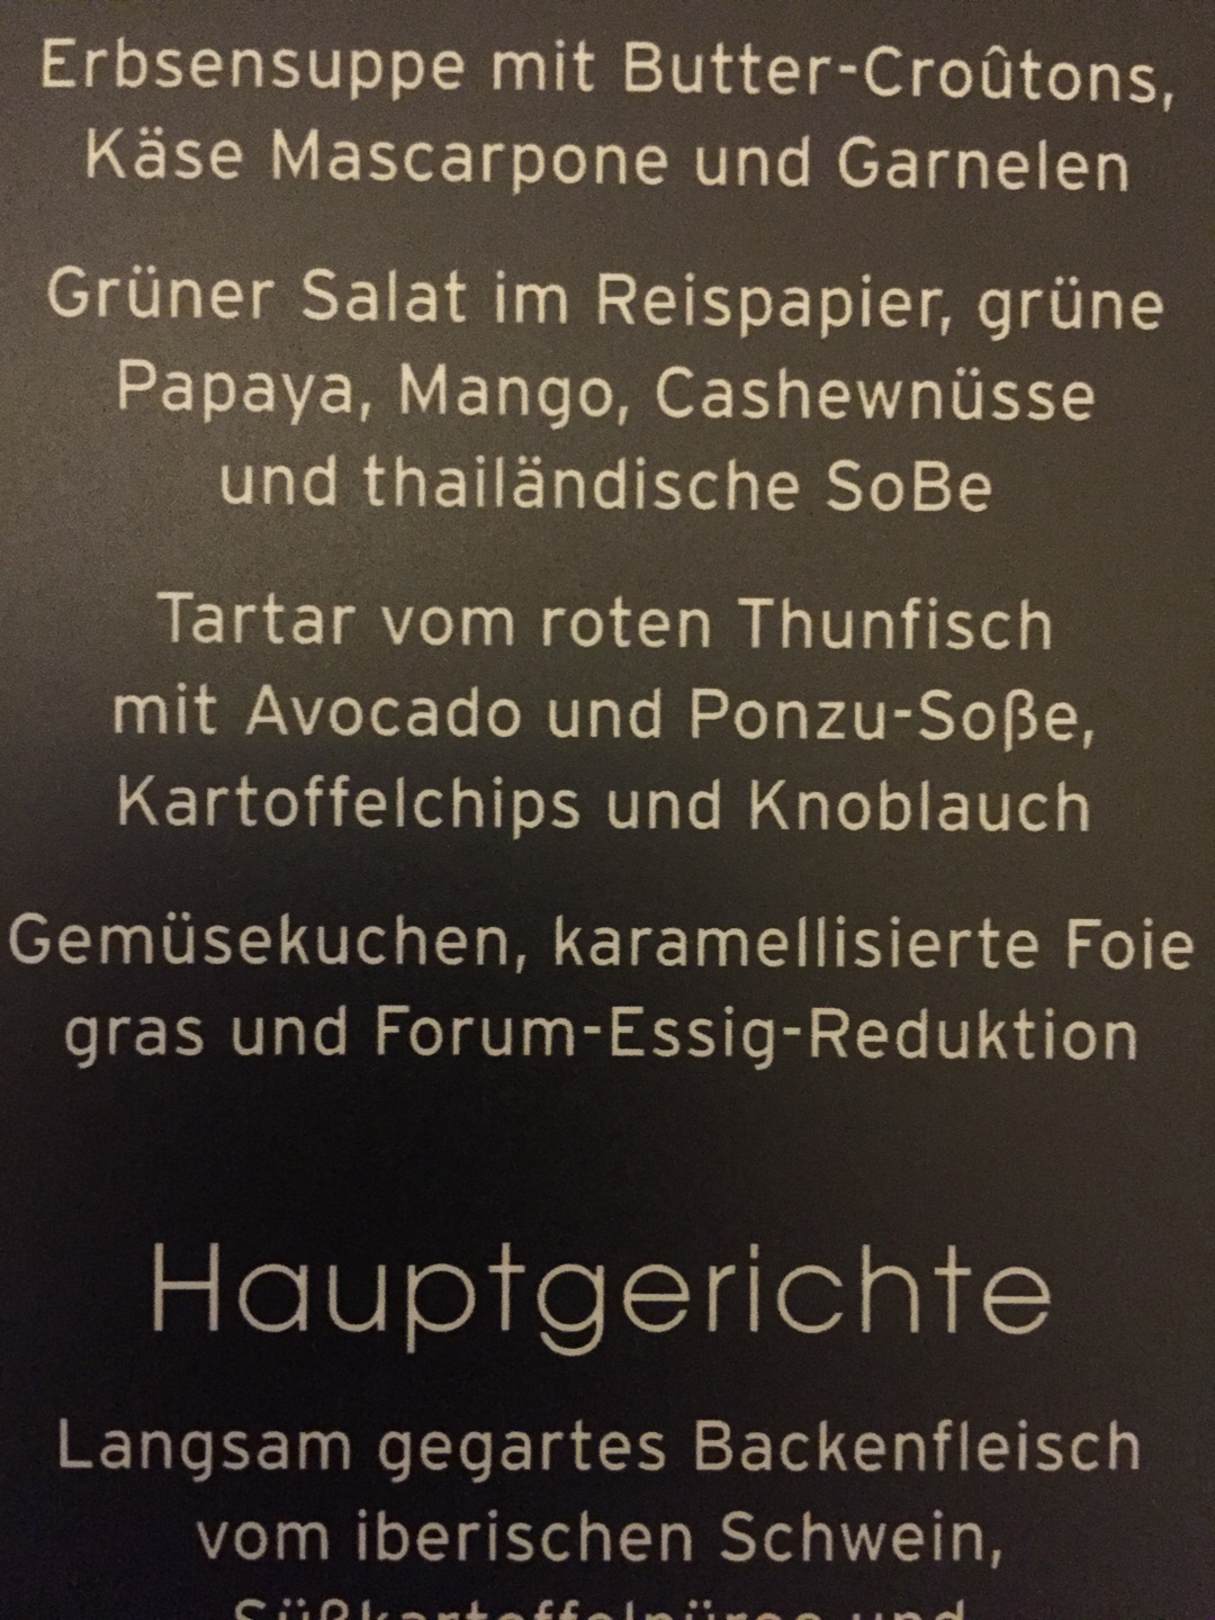 Erbsensuppe mit Butter-Croûtons,
Käse Mascarpone und Garnelen
Grüner Salat im Reispapier, grüne
Papaya, Mango, Cashewnüsse
und thailändische SoBe
Tartar vom roten Thunfisch
mit Avocado und Ponzu-Soße,
Kartoffelchips und Knoblauch
Gemüsekuchen, karamellisierte Foie
gras und Forum-Essig-Reduktion
Hauptgerichte
Langsam gegartes Backenfleisch
vom iberischen Schwein,
Süßkartoffelpüree und